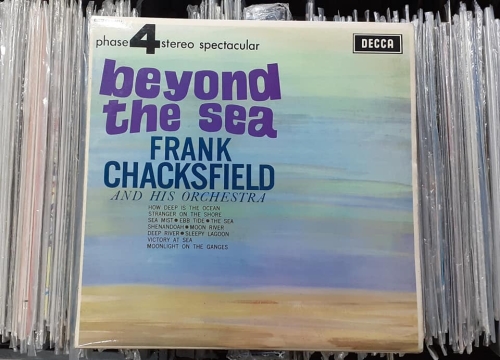 phase 4 stereo spectacular
DECCA
beyond
the sea
FRANK
CHACKSFIELD
AND HIS ORCHESTRA
HOW DEEP IS THE OCEAN
STRANGER ON THE SHORE
SEA MIST • EBB TIDE • THE SEA
SHENANDOAH • MOON RIVER
DEEP RIVER • SLEEPY LAGOON
VICTORY AT SEA
MOONLIGHT ON THE GANGES